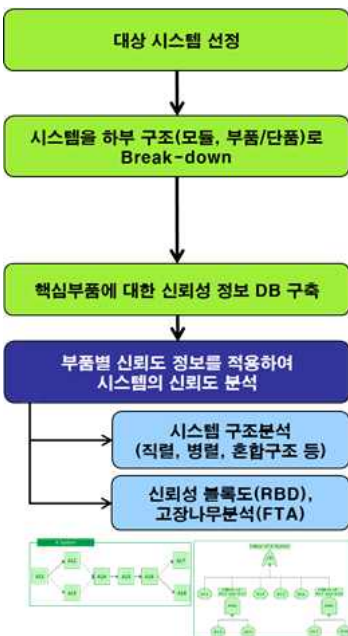 대상 시스템 선정
시스템을 하부 구조(모듈, 부품/단품)로
Break-down
핵심부품에 대한 신뢰성 정보 DB 구축
부품별 신뢰도 정보를 적용하여
시스템의 신뢰도 분석
시스템 구조분석
(직렬, 병렬, 혼합구조 등)
신뢰성 블록도(RBD),
고장나무분석(FTA)